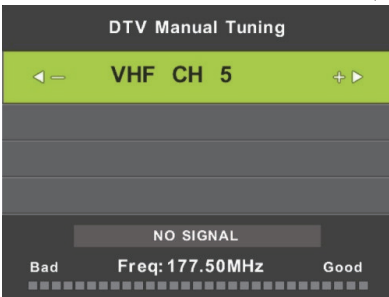 DTV Manual Tuning
VHF CH 5
NO SIGNAL
Bad Freq:177.50MHz Good